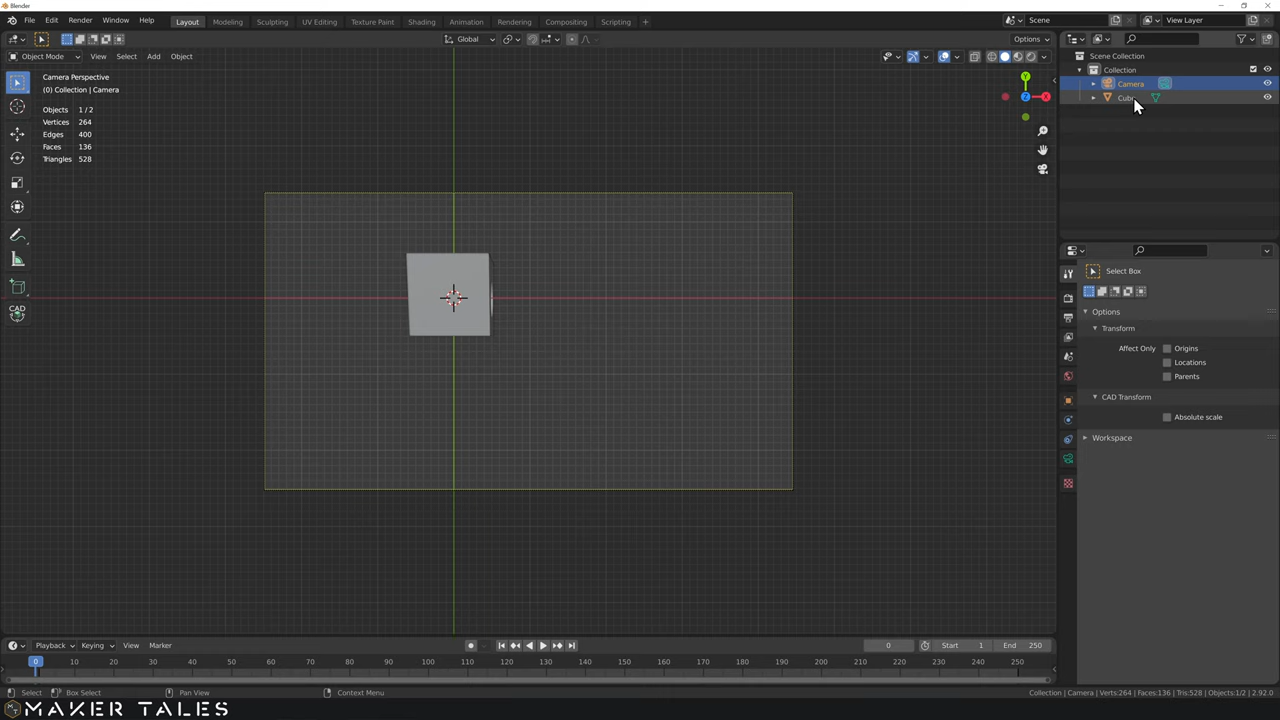 Blender
File Edit Render Window Help Layout Modeling Sculpting UV Editing Texture Paint Shading Animation Rendering Compositing Scripting + Scene View Layer
Global Options
Object Mode View Select Add Object
Scene Collection
Collection
Camera
Cube
Camera Perspective
(0) Collection | Camera
Objects 1 / 2
Vertices 264
Edges 400
Faces 136
Triangles 528
Y
Z
X
CAD
Select Box
Options
Transform
Affect Only Origins
Locations
Parents
CAD Transform
Absolute scale
Workspace
Playback Keying View Marker 0 Start 1 End 250
0 10 20 30 40 50 60 70 80 90 100 110 120 130 140 150 160 170 180 190 200 210 220 230 240 250
Select Box Select Pan View Context Menu Collection | Camera | Verts:264 | Faces:136 | Tris:528 | Objects:1/2 | 2.92.0
MAKER TALES